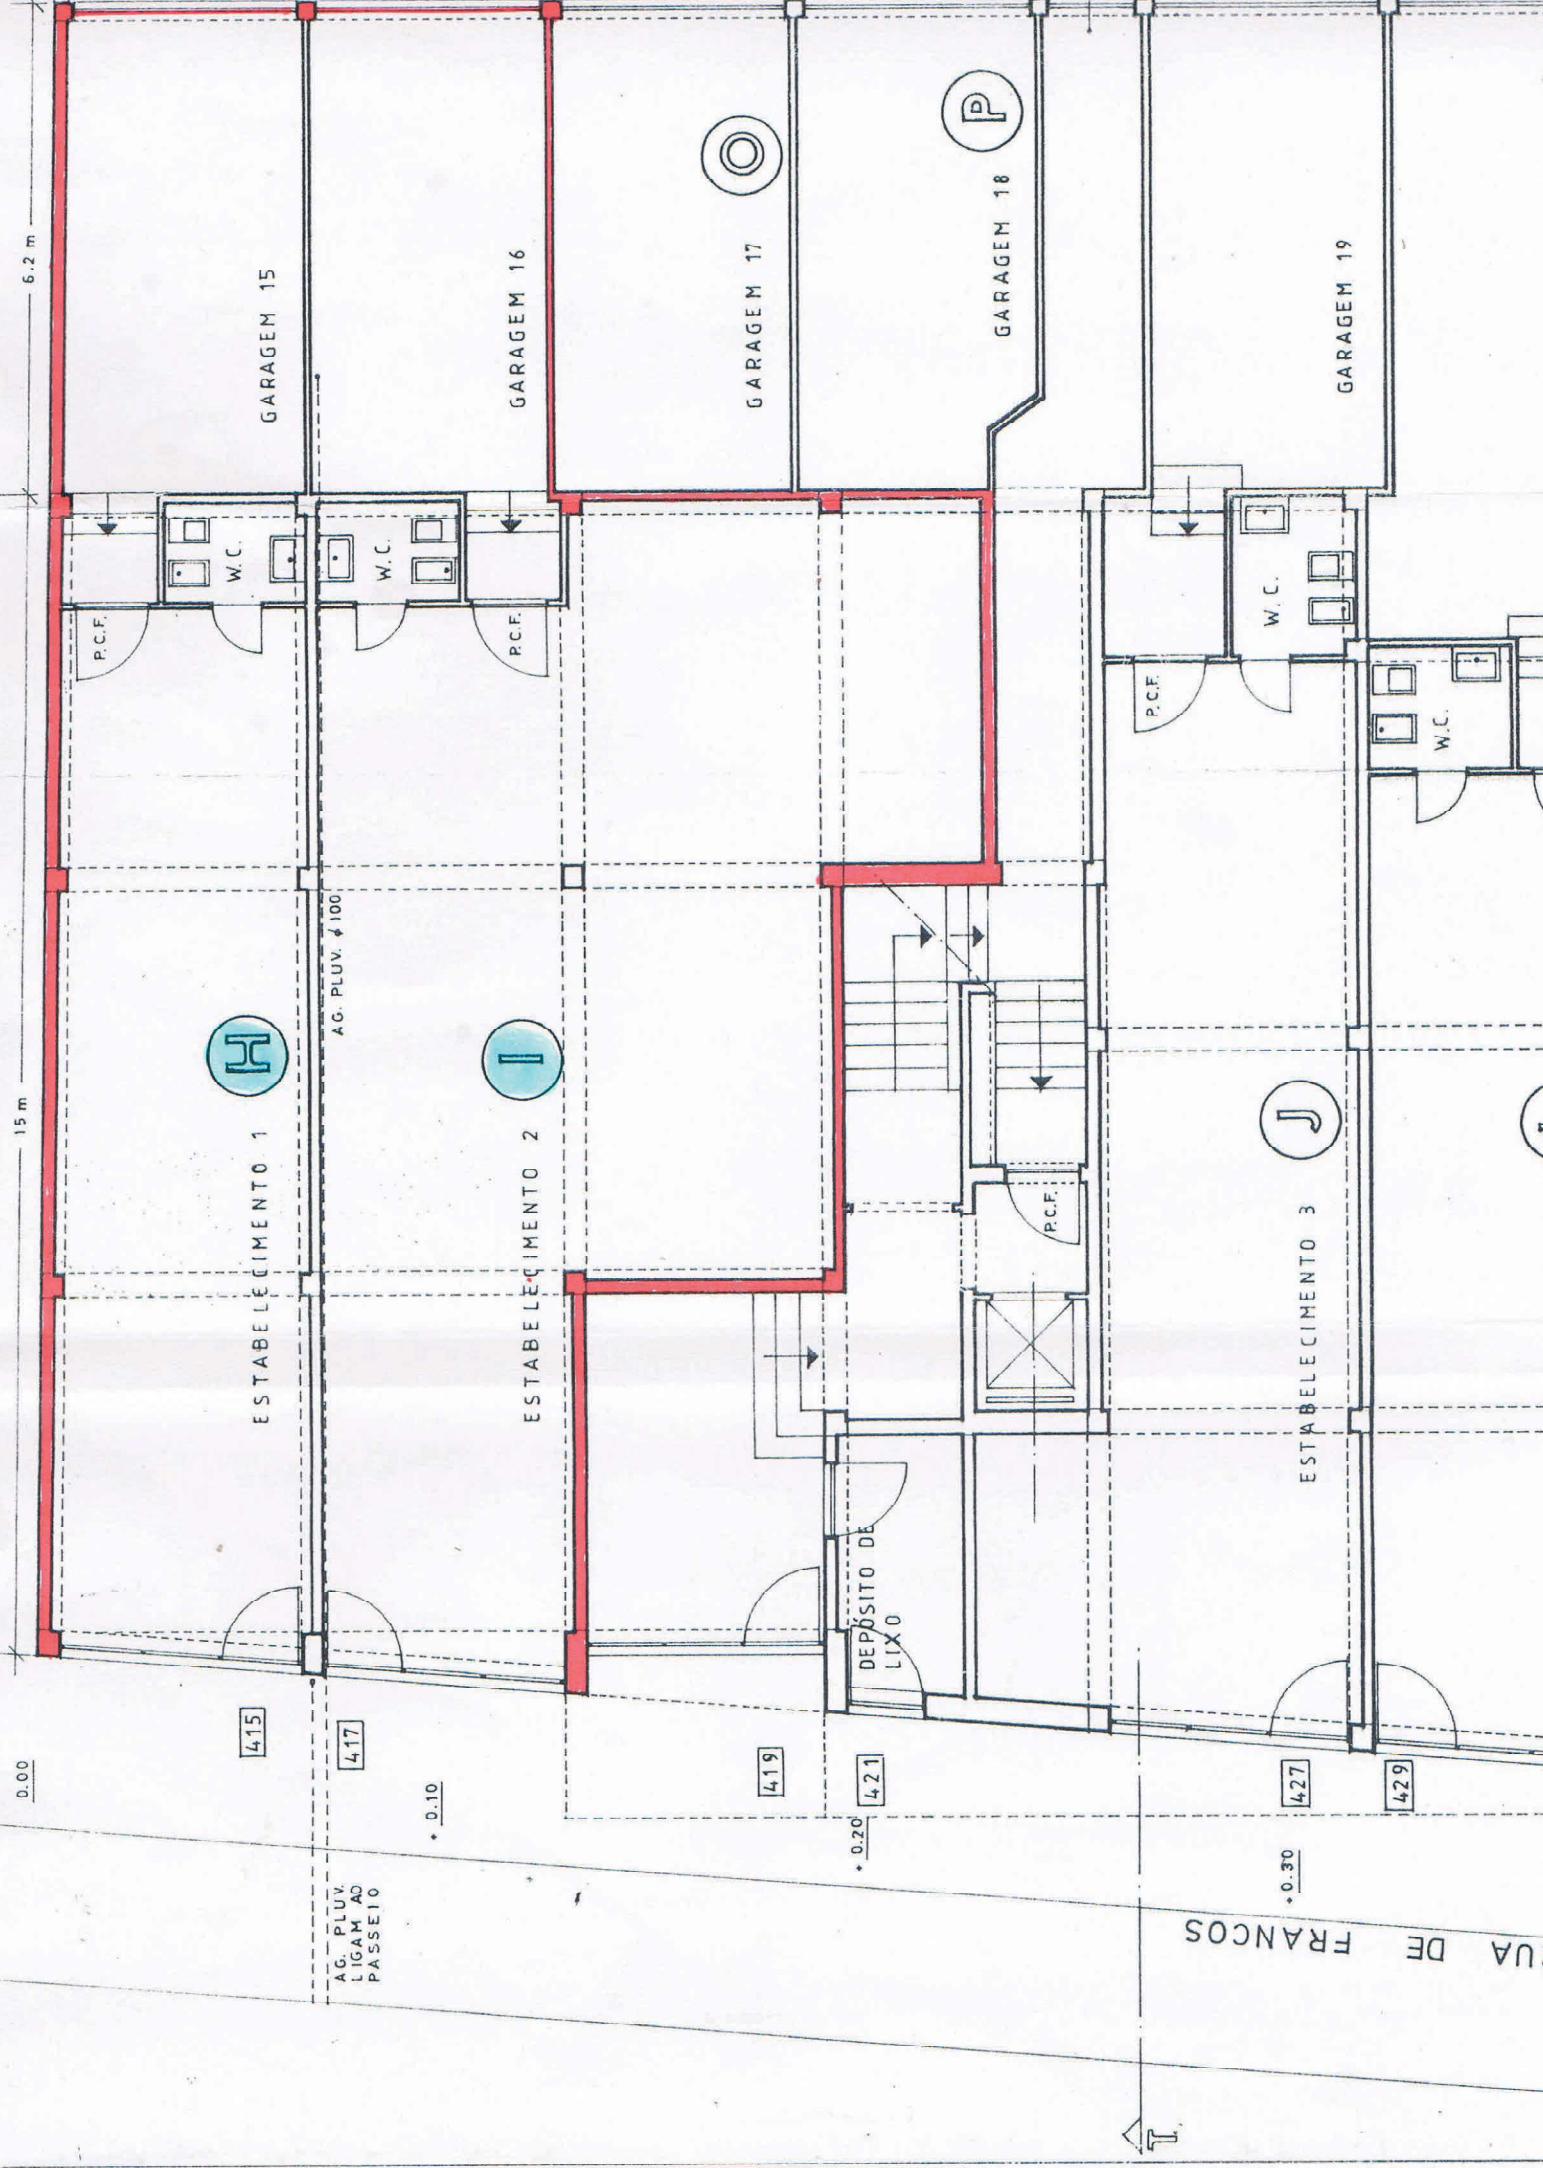 6.2 m
15 m
GARAGEM 15
GARAGEM 16
GARAGEM 17
O
GARAGEM 18
P
GARAGEM 19
P.C.F.
W.C.
W.C.
P.C.F.
P.C.F.
W.C.
W.C.
AG. PLUV. ⌀100
H
ESTABELECIMENTO 1
I
ESTABELECIMENTO 2
P.C.F.
J
ESTABELECIMENTO 3
DEPÓSITO DE
LIXO
415
417
419
421
427
429
0.00
+ 0.10
+ 0.20
+ 0.30
AG. PLUV.
LIGAM AO
PASSEIO
UA DE FRANCOS
T